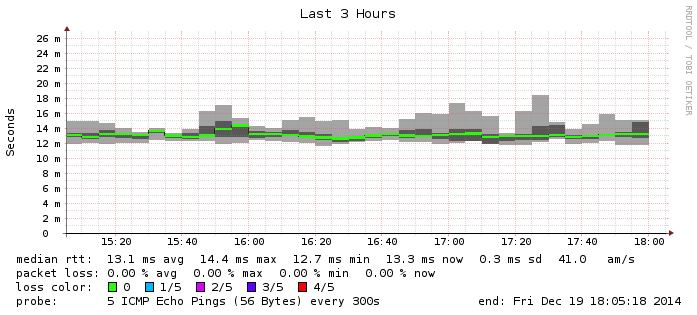 Last 3 Hours
RRDTOOL / TOBI OETIKER
Seconds
26 m
24 m
22 m
20 m
18 m
16 m
14 m
12 m
10 m
8 m
6 m
4 m
2 m
0
15:20 15:40 16:00 16:20 16:40 17:00 17:20 17:40 18:00
median rtt: 13.1 ms avg 14.4 ms max 12.7 ms min 13.3 ms now 0.3 ms sd 41.0 am/s
packet loss: 0.00 % avg 0.00 % max 0.00 % min 0.00 % now
loss color: 0 1/5 2/5 3/5 4/5
probe: 5 ICMP Echo Pings (56 Bytes) every 300s end: Fri Dec 19 18:05:18 2014